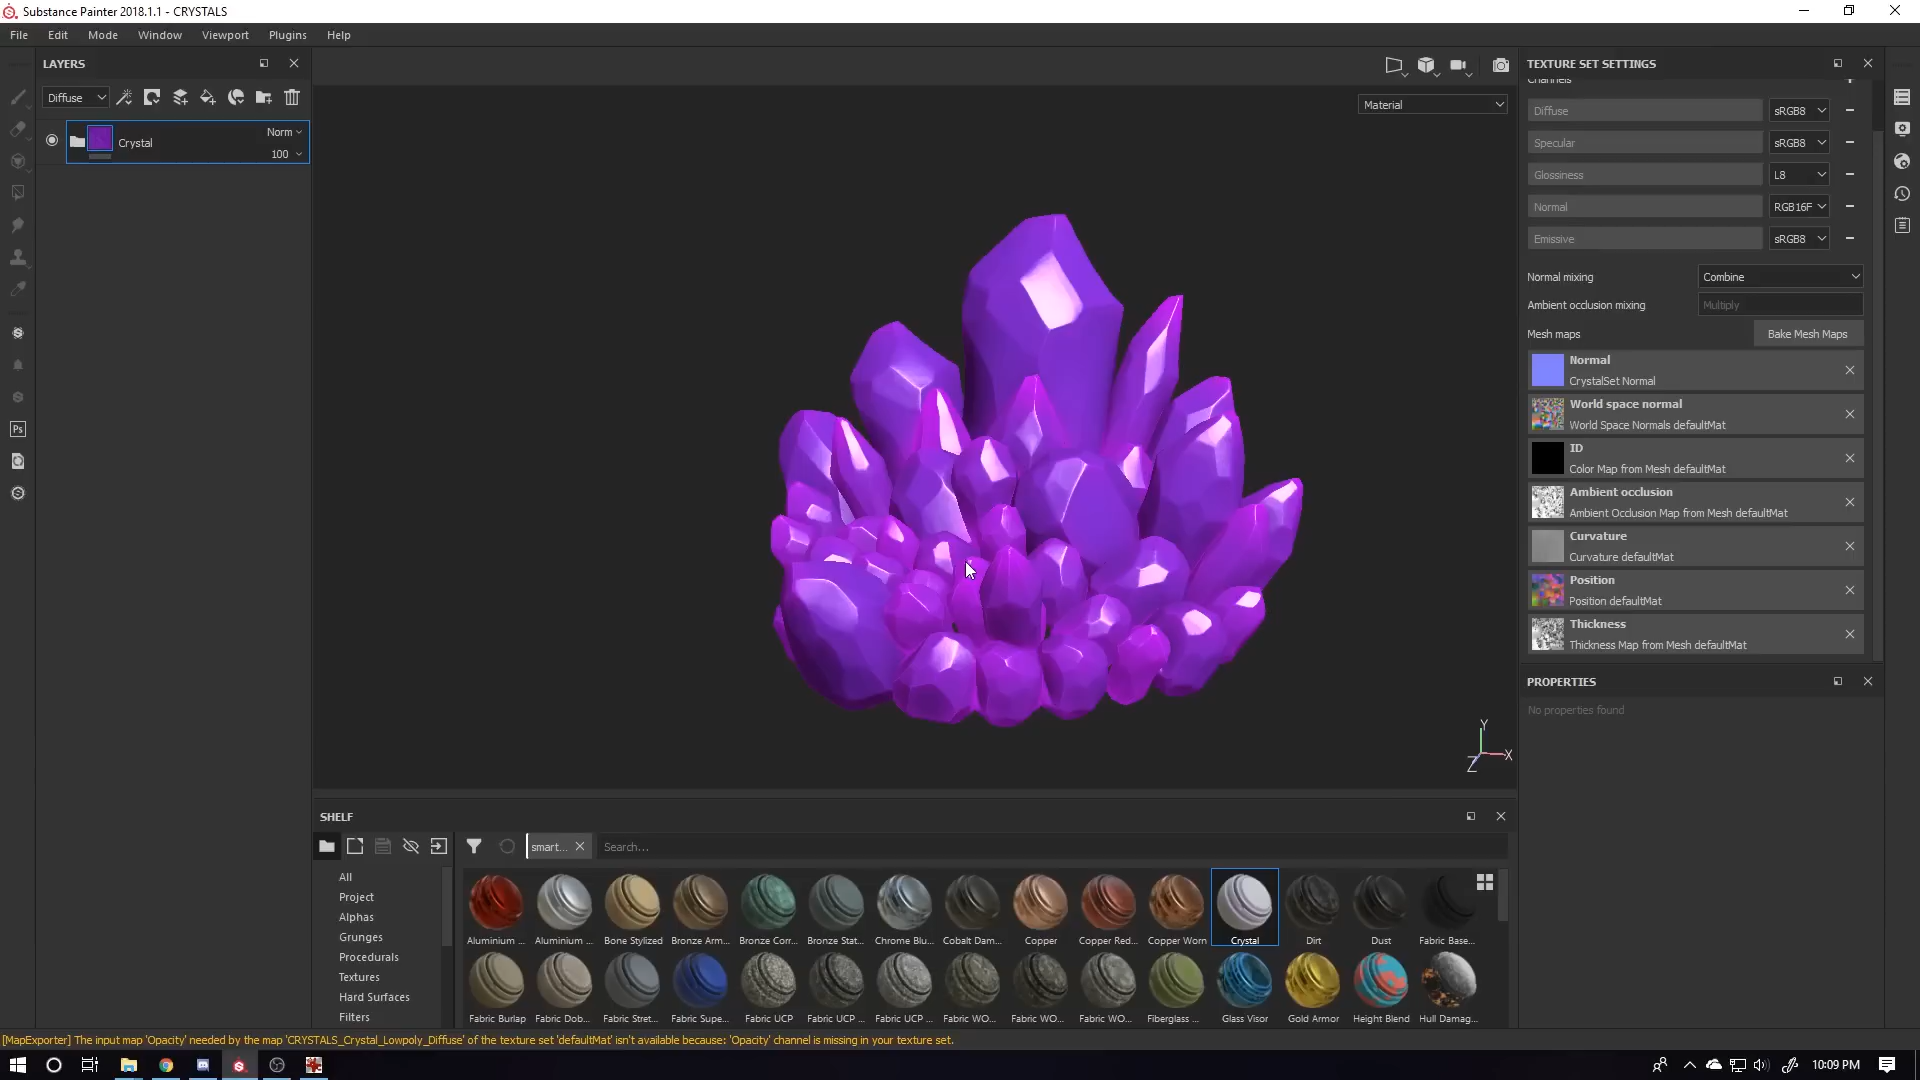 Substance Painter 2018.1.1 - CRYSTALS
File Edit Mode Window Viewport Plugins Help
LAYERS
Diffuse
Crystal
Norm
100
Material
TEXTURE SET SETTINGS
Channels
Diffuse sRGB8
Specular sRGB8
Glossiness L8
Normal RGB16F
Emissive sRGB8
Normal mixing Combine
Ambient occlusion mixing Multiply
Mesh maps Bake Mesh Maps
Normal
CrystalSet Normal
World space normal
World Space Normals defaultMat
ID
Color Map from Mesh defaultMat
Ambient occlusion
Ambient Occlusion Map from Mesh defaultMat
Curvature
Curvature defaultMat
Position
Position defaultMat
Thickness
Thickness Map from Mesh defaultMat
PROPERTIES
No properties found
Ps
Y
X
Z
SHELF
smart... Search...
All
Project
Alphas
Grunges
Procedurals
Textures
Hard Surfaces
Filters
Aluminium ... Aluminium ... Bone Stylized Bronze Arm... Bronze Corr... Bronze Stat... Chrome Blu... Cobalt Dam... Copper Copper Red... Copper Worn Crystal Dirt Dust Fabric Base...
Fabric Burlap Fabric Dob... Fabric Stret... Fabric Supe... Fabric UCP Fabric UCP ... Fabric UCP ... Fabric WO... Fabric WO... Fabric WO... Fiberglass ... Glass Visor Gold Armor Height Blend Hull Damag...
[MapExporter] The input map 'Opacity' needed by the map 'CRYSTALS_Crystal_Lowpoly_Diffuse' of the texture set 'defaultMat' isn't available because: 'Opacity' channel is missing in your texture set.
10:09 PM